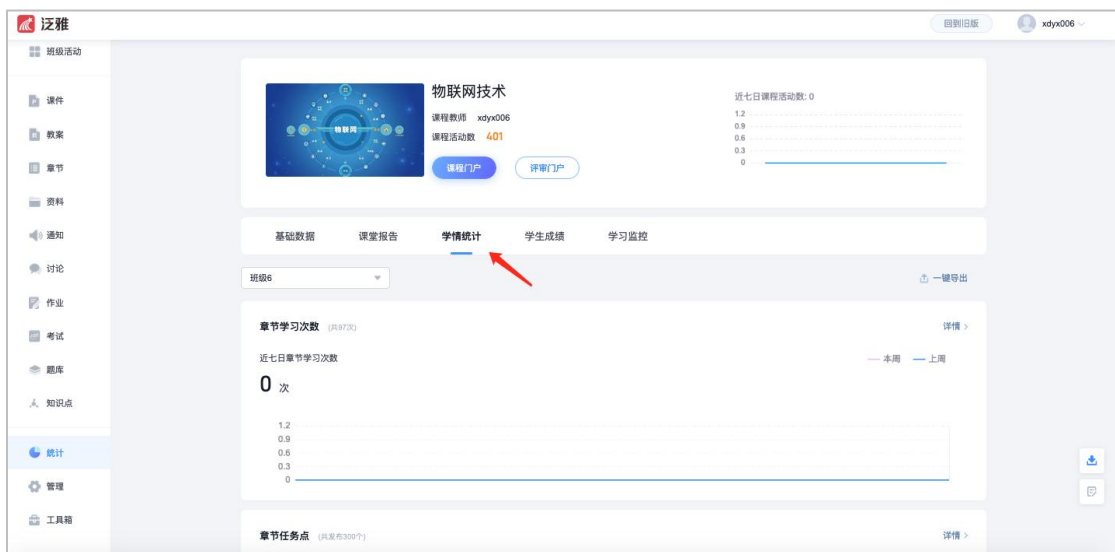 泛雅
回到旧版
xdyx006
班级活动
课件
教案
章节
资料
通知
讨论
作业
考试
题库
知识点
统计
管理
工具箱
物联网
物联网技术
课程教师 xdyx006
课程活动数 401
课程门户 评审门户
近七日课程活动数: 0
1.2
0.9
0.6
0.3
0
基础数据 课堂报告 学情统计 学生成绩 学习监控
班级6
一键导出
章节学习次数 (共97次) 详情 >
近七日章节学习次数
本周 上周
0 次
1.2
0.9
0.6
0.3
0
章节任务点 (共发布300个) 详情 >